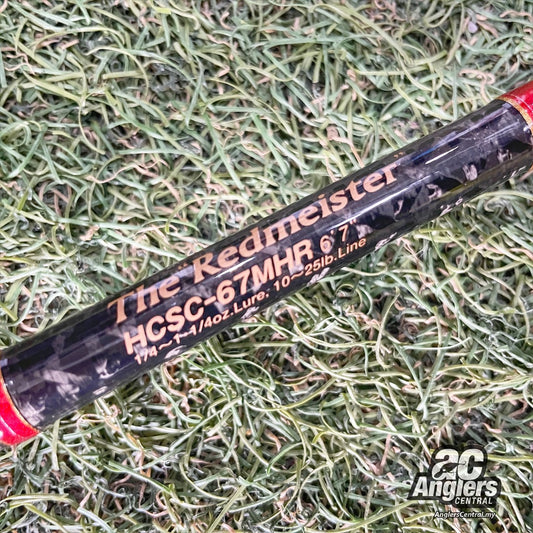 The Redmeister
HCSC-67MHR 6'7"
1/4~1-1/4oz.Lure. 10~25lb.Line
AC
Anglers
CENTRAL
AnglersCentral.my